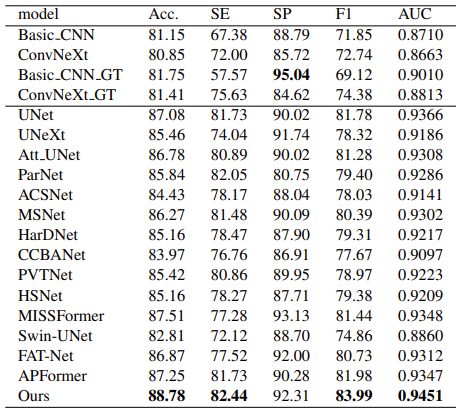 model Acc. SE SP F1 AUC
Basic_CNN 81.15 67.38 88.79 71.85 0.8710
ConvNeXt 80.85 72.00 85.72 72.74 0.8663
Basic_CNN_GT 81.75 57.57 95.04 69.12 0.9010
ConvNeXt_GT 81.41 75.63 84.62 74.38 0.8813
UNet 87.08 81.73 90.02 81.78 0.9366
UNeXt 85.46 74.04 91.74 78.32 0.9186
Att_UNet 86.78 80.89 90.02 81.28 0.9308
ParNet 85.84 82.05 80.75 79.40 0.9286
ACSNet 84.43 78.17 88.04 78.03 0.9141
MSNet 86.27 81.48 90.09 80.39 0.9302
HarDNet 85.16 78.47 87.90 79.31 0.9217
CCBANet 83.97 76.76 86.91 77.67 0.9097
PVTNet 85.42 80.86 89.95 78.97 0.9223
HSNet 85.16 78.27 87.71 79.38 0.9209
MISSFormer 87.51 77.28 93.13 81.44 0.9348
Swin-UNet 82.81 72.12 88.70 74.86 0.8860
FAT-Net 86.87 77.52 92.00 80.73 0.9312
APFormer 87.25 81.73 90.28 81.98 0.9347
Ours 88.78 82.44 92.31 83.99 0.9451